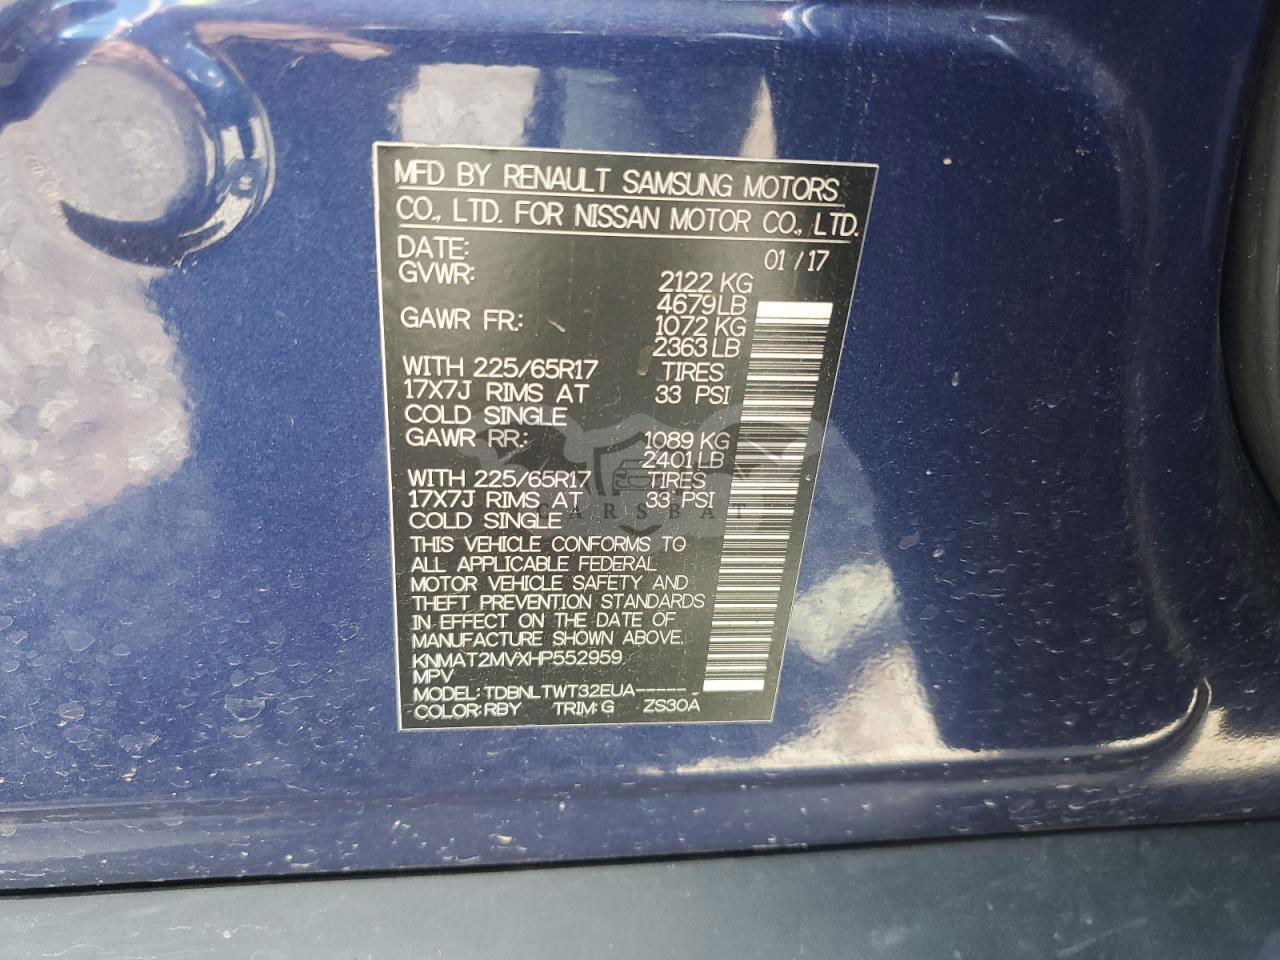 MFD BY RENAULT SAMSUNG MOTORS
CO., LTD. FOR NISSAN MOTOR CO., LTD.
DATE: 01/17
GVWR: 2122 KG
4679 LB
GAWR FR: 1072 KG
2363 LB
WITH 225/65R17 TIRES
17X7J RIMS AT 33 PSI
COLD SINGLE
GAWR RR: 1089 KG
2401 LB
WITH 225/65R17 TIRES
17X7J RIMS AT 33 PSI
COLD SINGLE
CARSBAT
THIS VEHICLE CONFORMS TO
ALL APPLICABLE FEDERAL
MOTOR VEHICLE SAFETY AND
THEFT PREVENTION STANDARDS
IN EFFECT ON THE DATE OF
MANUFACTURE SHOWN ABOVE.
KNMAT2MVXHP552959
MPV
MODEL: TDBNLTWT32EUA-----
COLOR:RBY TRIM:G ZS30A